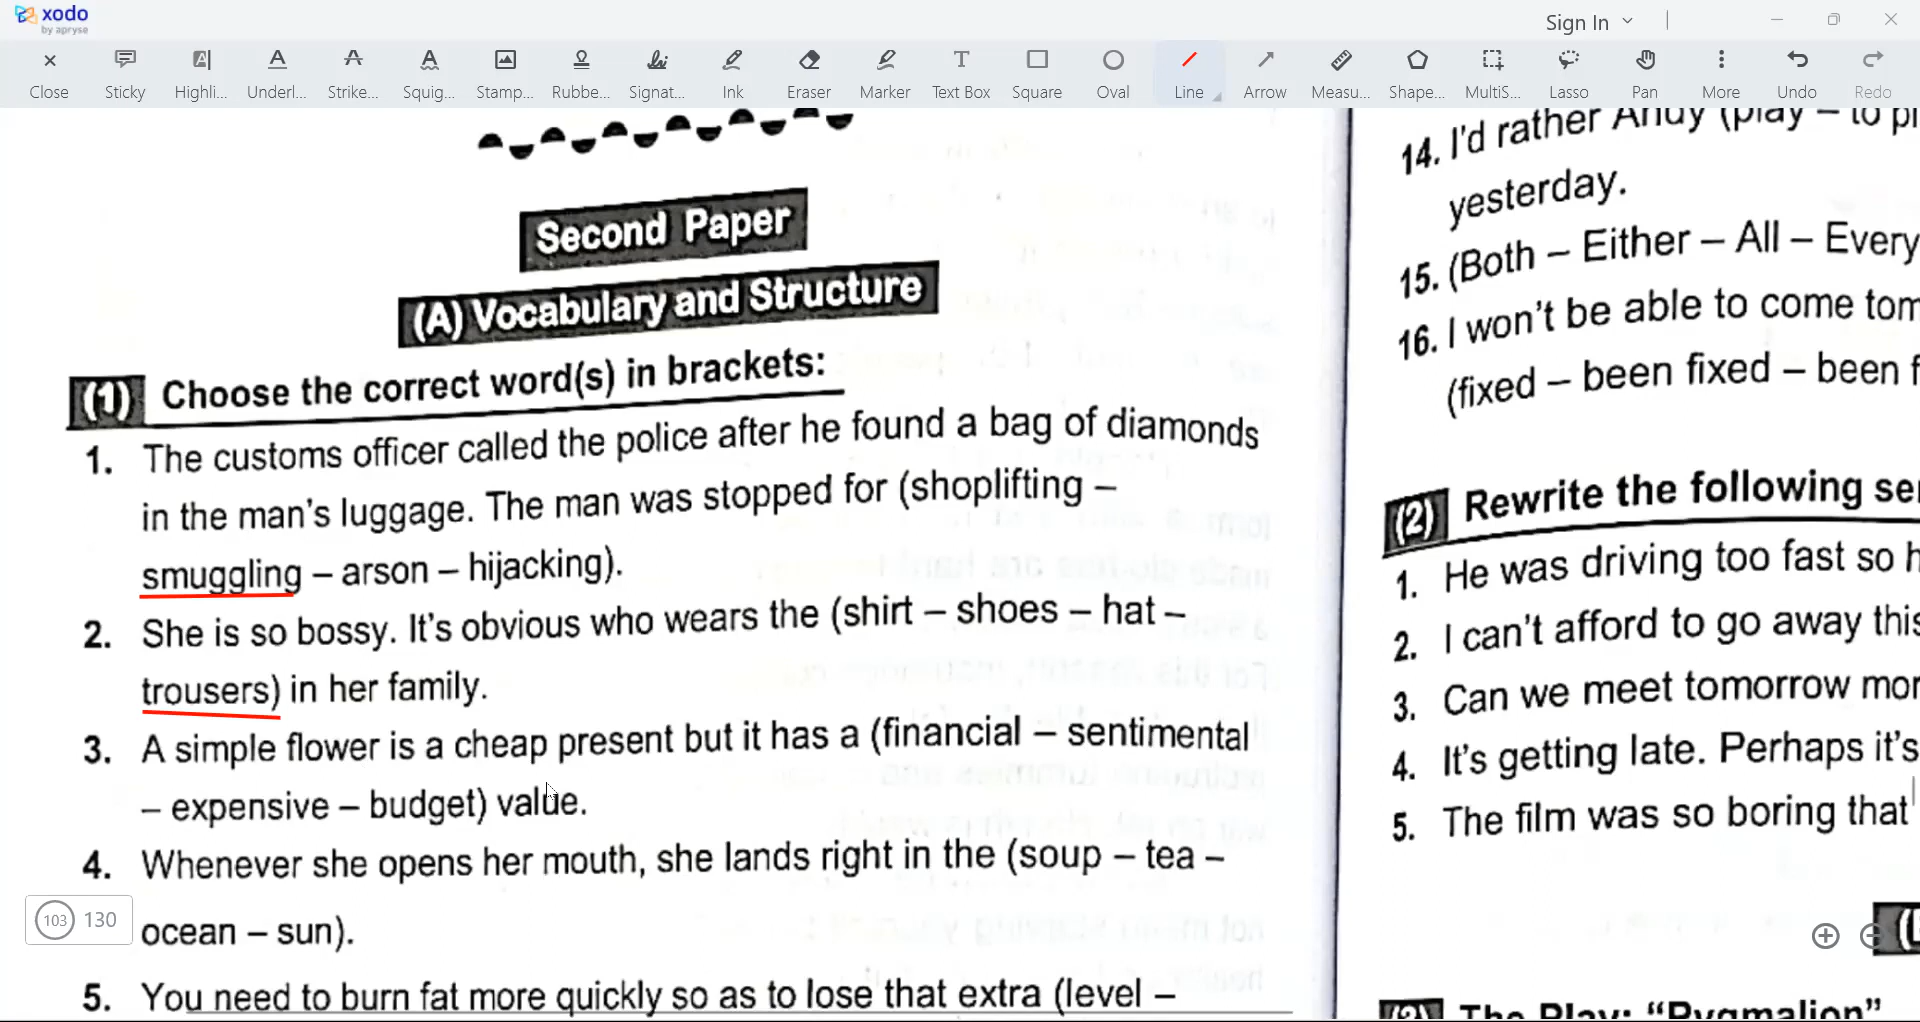 xodo
by apryse
Sign In
Close
Sticky
Highli...
Underl...
Strike...
Squig...
Stamp...
Rubbe...
Signat...
Ink
Eraser
Marker
Text Box
Square
Oval
Line
Arrow
Measu...
Shape...
MultiS...
Lasso
Pan
More
Undo
Redo
Second Paper
(A) Vocabulary and Structure
(1) Choose the correct word(s) in brackets:
1. The customs officer called the police after he found a bag of diamonds
in the man's luggage. The man was stopped for (shoplifting –
smuggling – arson – hijacking).
2. She is so bossy. It's obvious who wears the (shirt – shoes – hat –
trousers) in her family.
3. A simple flower is a cheap present but it has a (financial – sentimental
– expensive – budget) value.
4. Whenever she opens her mouth, she lands right in the (soup – tea –
ocean – sun).
5. You need to burn fat more quickly so as to lose that extra (level –
103 130
14. I'd rather Andy (play – to pl
yesterday.
15. (Both – Either – All – Every
16. I won't be able to come tom
(fixed – been fixed – been f
(2) Rewrite the following se
1. He was driving too fast so h
2. I can't afford to go away this
3. Can we meet tomorrow mor
4. It's getting late. Perhaps it's
5. The film was so boring that
The Play: "Pygmalion"